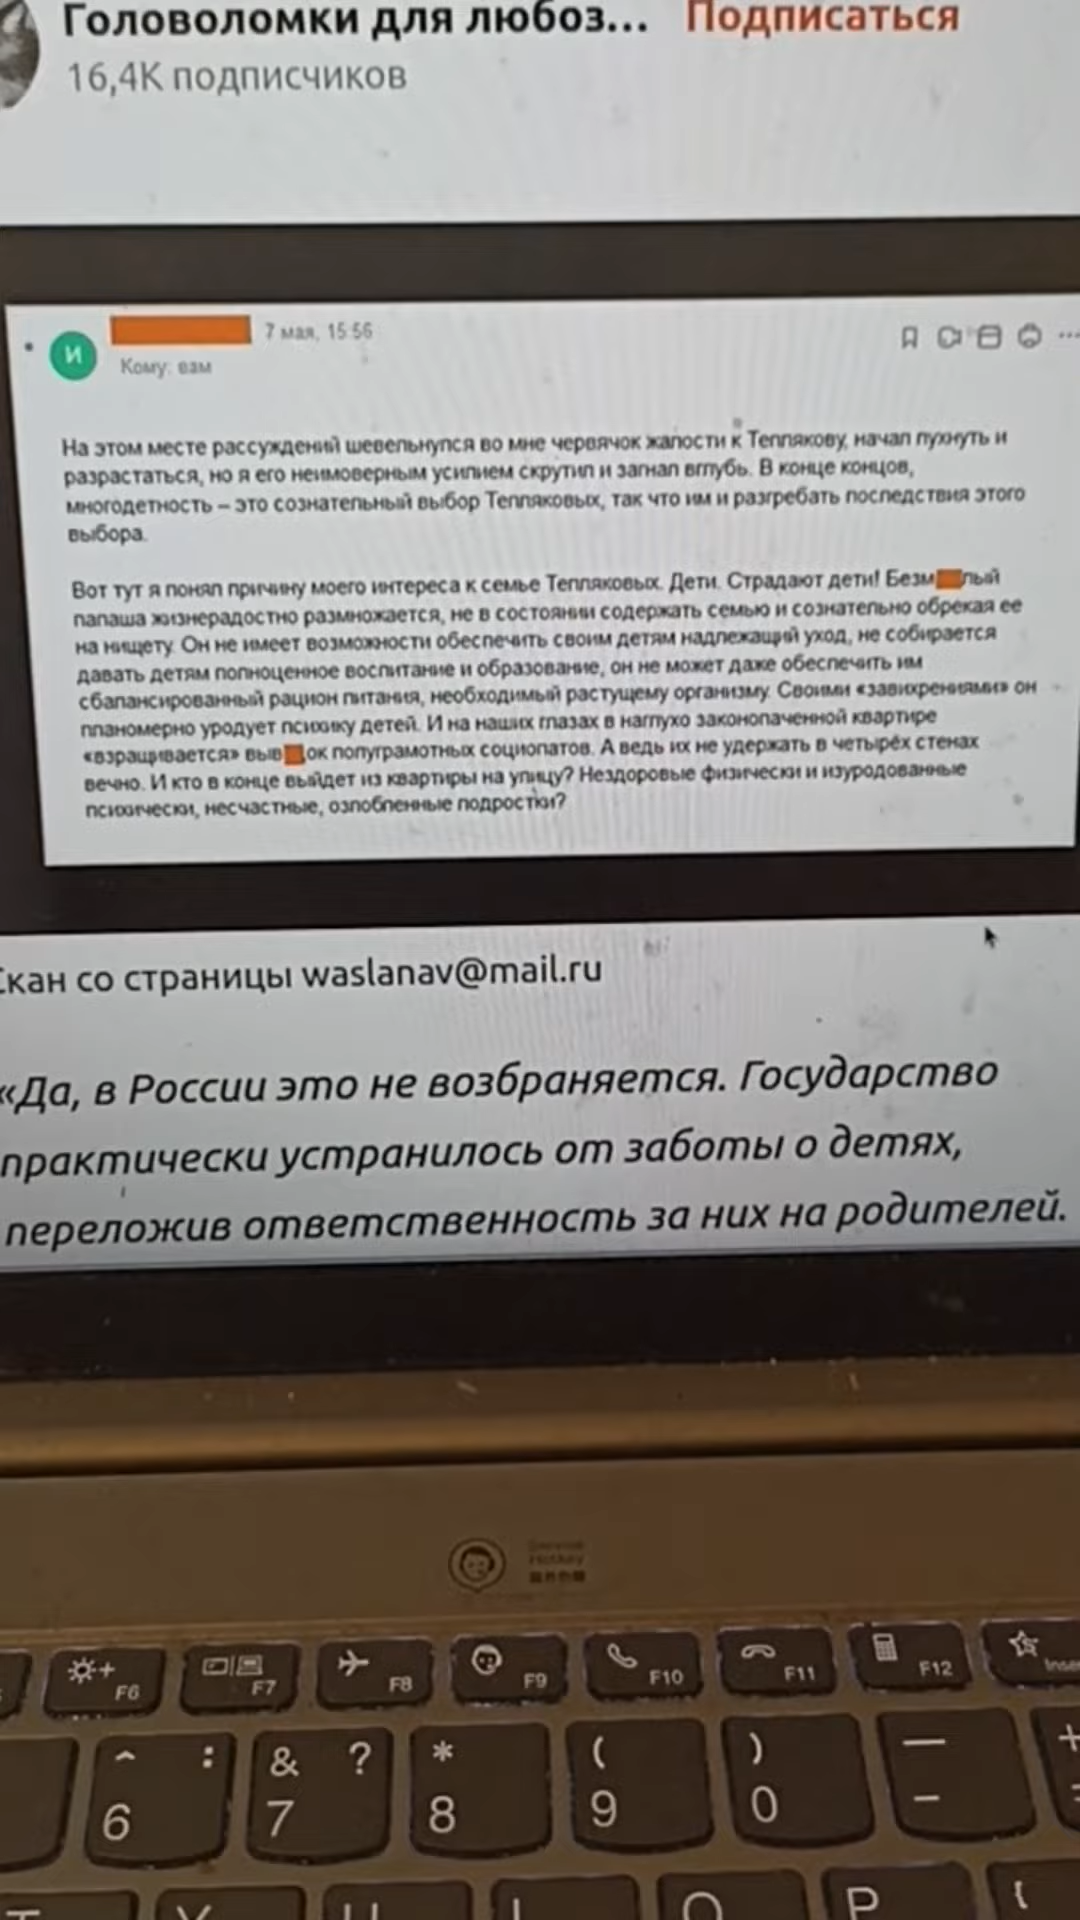 Головоломки для любоз... Подписаться
16,4К подписчиков
И 7 мая, 15:56
Кому: вам
На этом месте рассуждений шевельнулся во мне червячок жалости к Теплякову, начал пухнуть и
разрастаться, но я его неимоверным усилием скрутил и загнал вглубь. В конце концов,
многодетность – это сознательный выбор Тепляковых, так что им и разгребать последствия этого
выбора.
Вот тут я понял причину моего интереса к семье Тепляковых. Дети. Страдают дети! Безм лый
папаша жизнерадостно размножается, не в состоянии содержать семью и сознательно обрекая ее
на нищету. Он не имеет возможности обеспечить своим детям надлежащий уход, не собирается
давать детям полноценное воспитание и образование, он не может даже обеспечить им
сбалансированный рацион питания, необходимый растущему организму. Своими «завихрениями» он
планомерно уродует психику детей. И на наших глазах в наглухо законопаченной квартире
«взращивается» выв ок полуграмотных социопатов. А ведь их не удержать в четырёх стенах
вечно. И кто в конце выйдет из квартиры на улицу? Нездоровые физически и изуродованные
психически, несчастные, озлобленные подростки?
Скан со страницы waslanav@mail.ru
«Да, в России это не возбраняется. Государство
практически устранилось от заботы о детях,
переложив ответственность за них на родителей.
Service
Hotkey
F6 F7 F8 F9 F10 F11 F12 Inse
^ : & ? * ( ) — +
6 7 8 9 0 -
T Y U I O P {